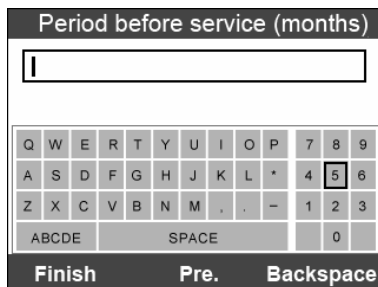 Period before service (months)
Q W E R T Y U I O P 7 8 9
A S D F G H J K L * 4 5 6
Z X C V B N M , . - 1 2 3
ABCDE SPACE 0
Finish Pre. Backspace